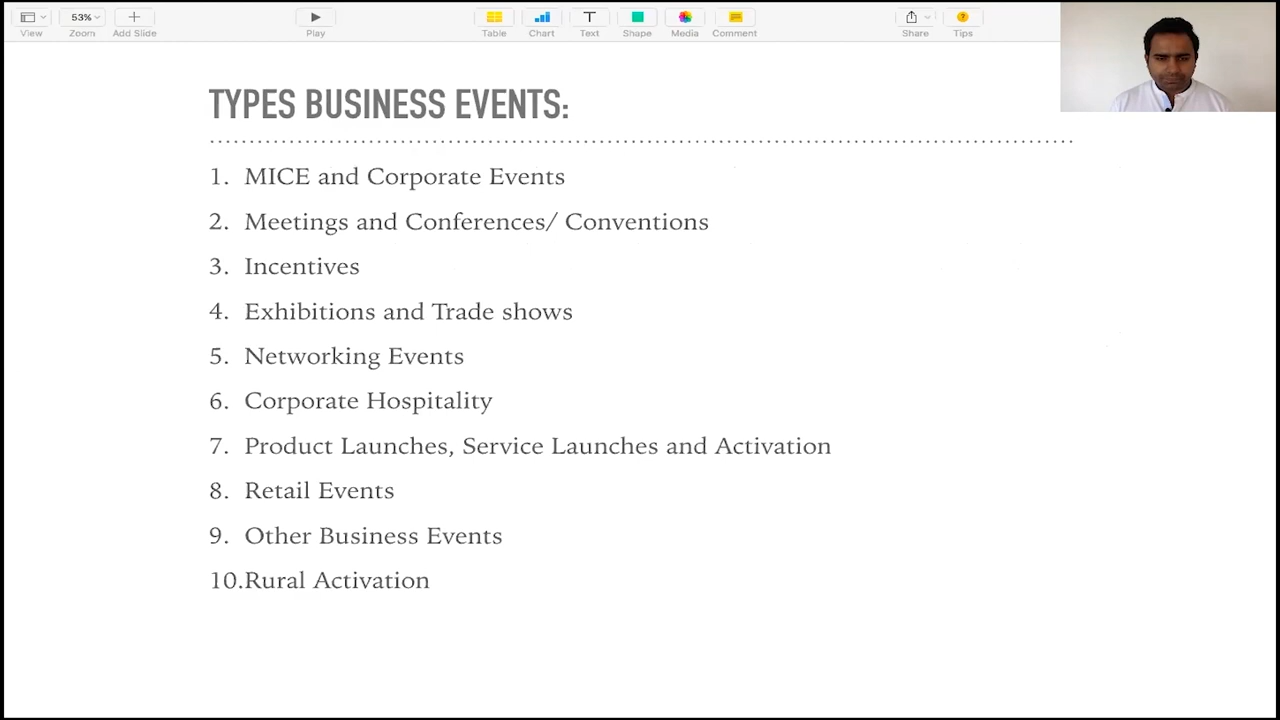 53%
View
Zoom
Add Slide
Play
Table
Chart
Text
Shape
Media
Comment
Share
Tips
TYPES BUSINESS EVENTS:
1. MICE and Corporate Events
2. Meetings and Conferences/ Conventions
3. Incentives
4. Exhibitions and Trade shows
5. Networking Events
6. Corporate Hospitality
7. Product Launches, Service Launches and Activation
8. Retail Events
9. Other Business Events
10.Rural Activation